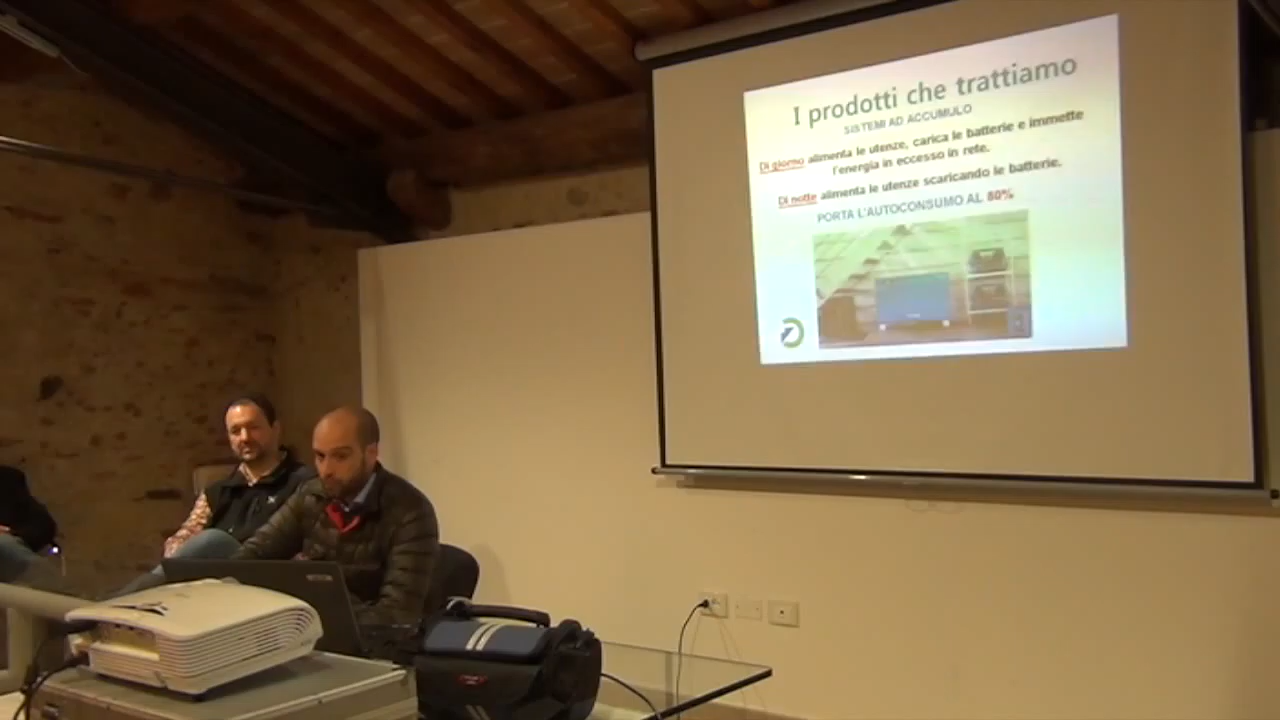 I prodotti che trattiamo
SISTEMI AD ACCUMULO
Di giorno alimenta le utenze, carica le batterie e immette
l'energia in eccesso in rete.
Di notte alimenta le utenze scaricando le batterie.
PORTA L'AUTOCONSUMO AL 80%